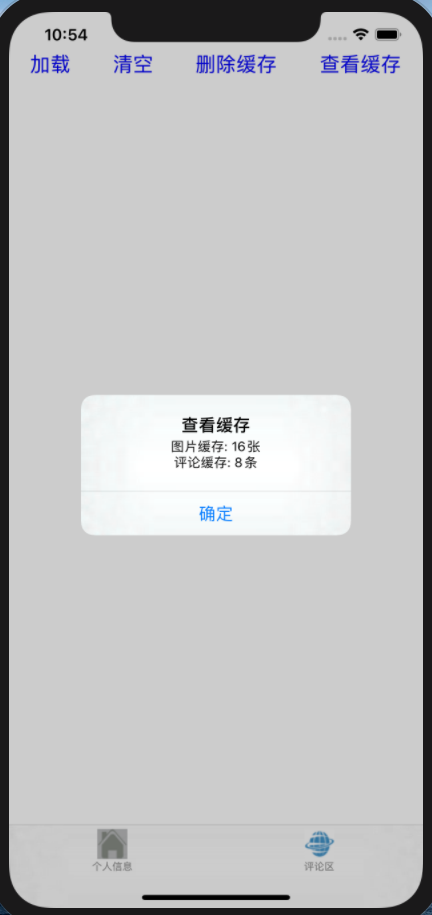 10:54
加载 清空 删除缓存 查看缓存
查看缓存
图片缓存: 16张
评论缓存: 8条
确定
个人信息 评论区